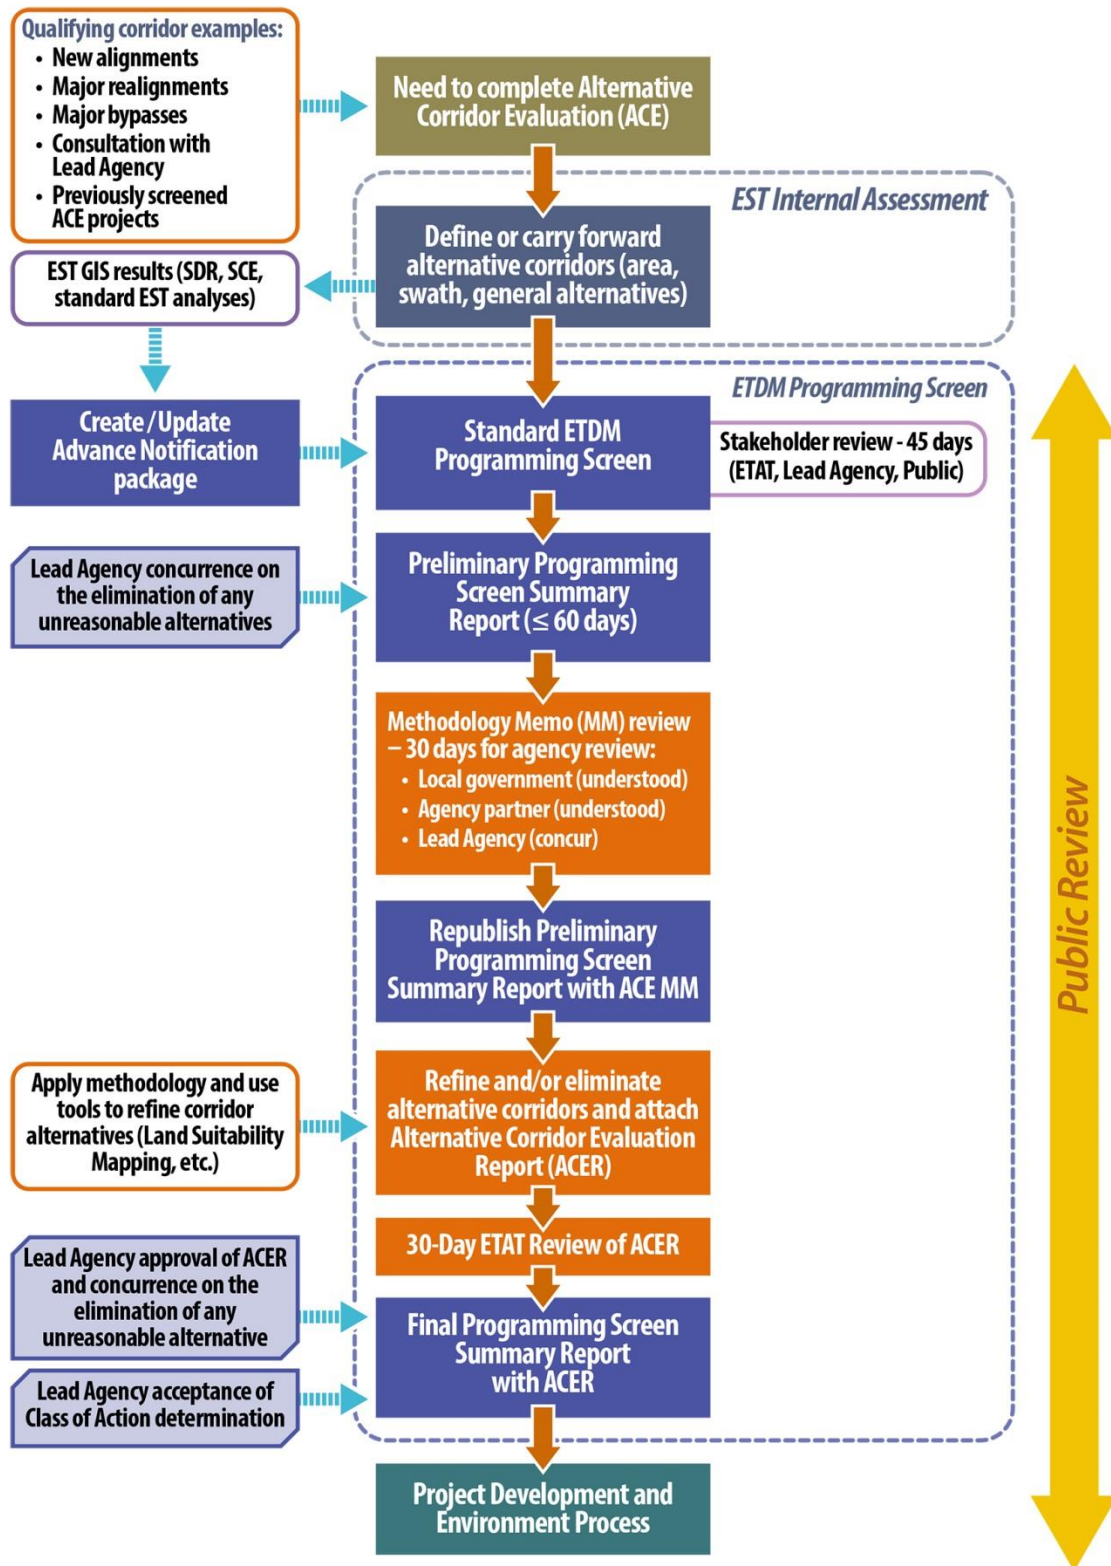 Qualifying corridor examples:
• New alignments
• Major realignments
• Major bypasses
• Consultation with
Lead Agency
• Previously screened
ACE projects
Need to complete Alternative
Corridor Evaluation (ACE)
EST Internal Assessment
Define or carry forward
alternative corridors (area,
swath, general alternatives)
EST GIS results (SDR, SCE,
standard EST analyses)
ETDM Programming Screen
Create / Update
Advance Notification
package
Standard ETDM
Programming Screen
Stakeholder review - 45 days
(ETAT, Lead Agency, Public)
Lead Agency concurrence on
the elimination of any
unreasonable alternatives
Preliminary Programming
Screen Summary
Report (≤ 60 days)
Methodology Memo (MM) review
– 30 days for agency review:
• Local government (understood)
• Agency partner (understood)
• Lead Agency (concur)
Republish Preliminary
Programming Screen
Summary Report with ACE MM
Apply methodology and use
tools to refine corridor
alternatives (Land Suitability
Mapping, etc.)
Refine and/or eliminate
alternative corridors and attach
Alternative Corridor Evaluation
Report (ACER)
30-Day ETAT Review of ACER
Lead Agency approval of ACER
and concurrence on the
elimination of any
unreasonable alternative
Final Programming Screen
Summary Report
with ACER
Lead Agency acceptance of
Class of Action determination
Project Development and
Environment Process
Public Review